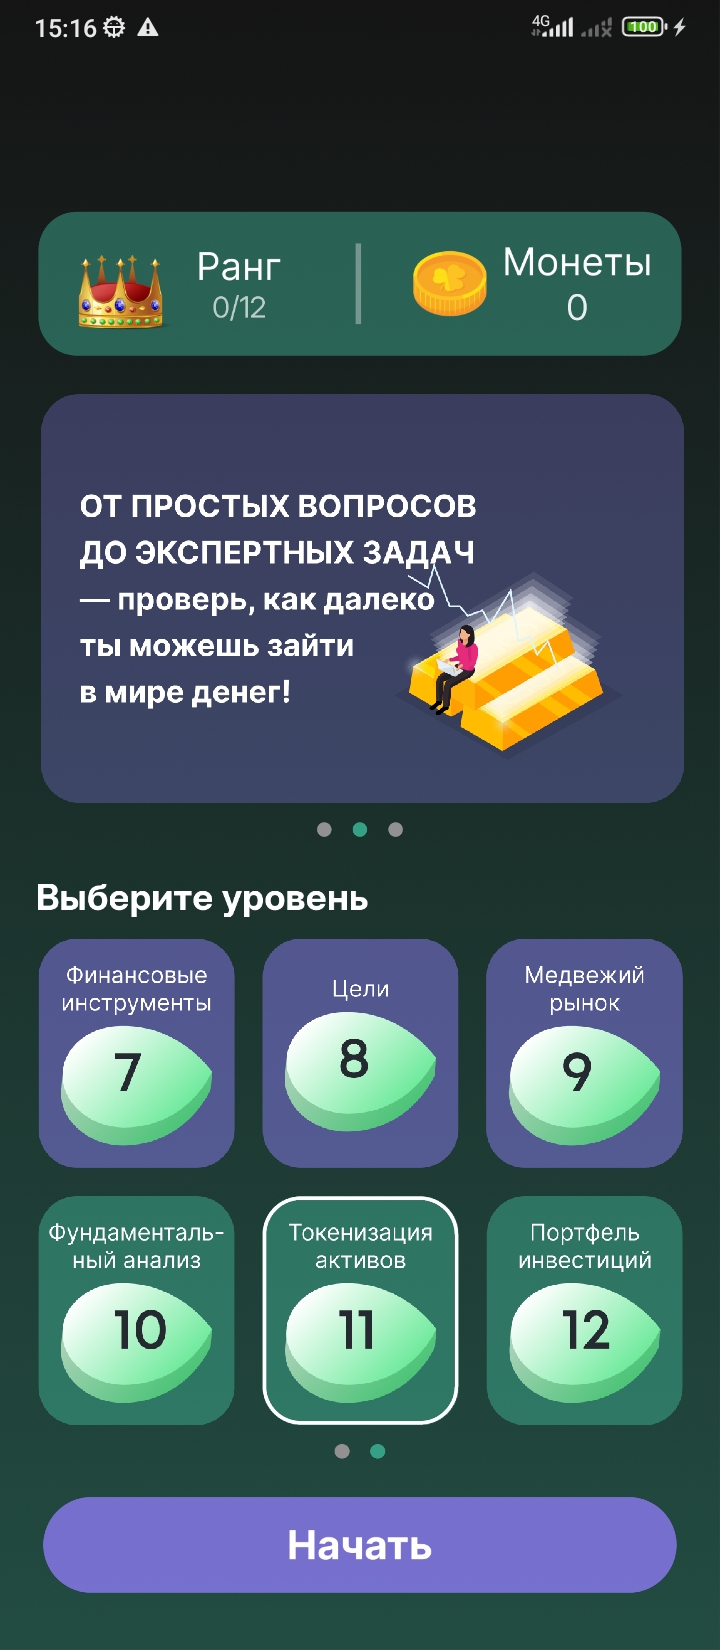 15:16
4G
100
Ранг
0/12
Монеты
0
ОТ ПРОСТЫХ ВОПРОСОВ
ДО ЭКСПЕРТНЫХ ЗАДАЧ
— проверь, как далеко
ты можешь зайти
в мире денег!
Выберите уровень
Финансовые
инструменты
7
Цели
8
Медвежий
рынок
9
Фундаменталь-
ный анализ
10
Токенизация
активов
11
Портфель
инвестиций
12
Начать